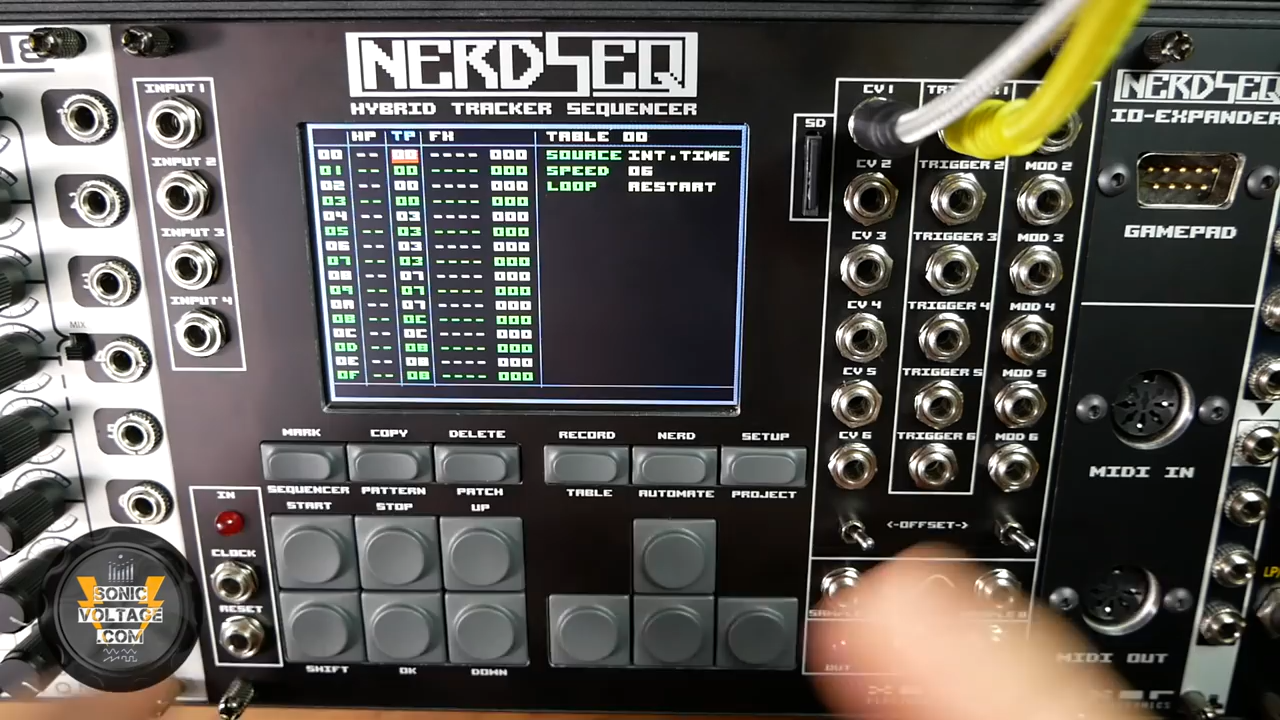 NERDSEQ
HYBRID TRACKER SEQUENCER
HP TP FX TABLE 00
00 -- 00 ---- 000 SOURCE INT.TIME
01 -- 00 ---- 000 SPEED 06
02 -- 00 ---- 000 LOOP RESTART
03 -- 00 ---- 000
04 -- 03 ---- 000
05 -- 03 ---- 000
06 -- 03 ---- 000
07 -- 03 ---- 000
08 -- 07 ---- 000
09 -- 07 ---- 000
0A -- 07 ---- 000
0B -- 0C ---- 000
0C -- 0C ---- 000
0D -- 0B ---- 000
0E -- 0B ---- 000
0F -- 0B ---- 000
INPUT 1
INPUT 2
INPUT 3
INPUT 4
MIX
SD
CV 1
CV 2 TRIGGER 2 MOD 2
CV 3 TRIGGER 3 MOD 3
CV 4 TRIGGER 4 MOD 4
CV 5 TRIGGER 5 MOD 5
CV 6 TRIGGER 6 MOD 6
<-OFFSET->
MARK COPY DELETE RECORD NERD SETUP
SEQUENCER PATTERN PATCH TABLE AUTOMATE PROJECT
START STOP UP
SHIFT OK DOWN
IN
CLOCK
RESET
OUT
NERDSEQ
IO-EXPANDER
GAMEPAD
MIDI IN
MIDI OUT
SONIC
VOLTAGE
.COM